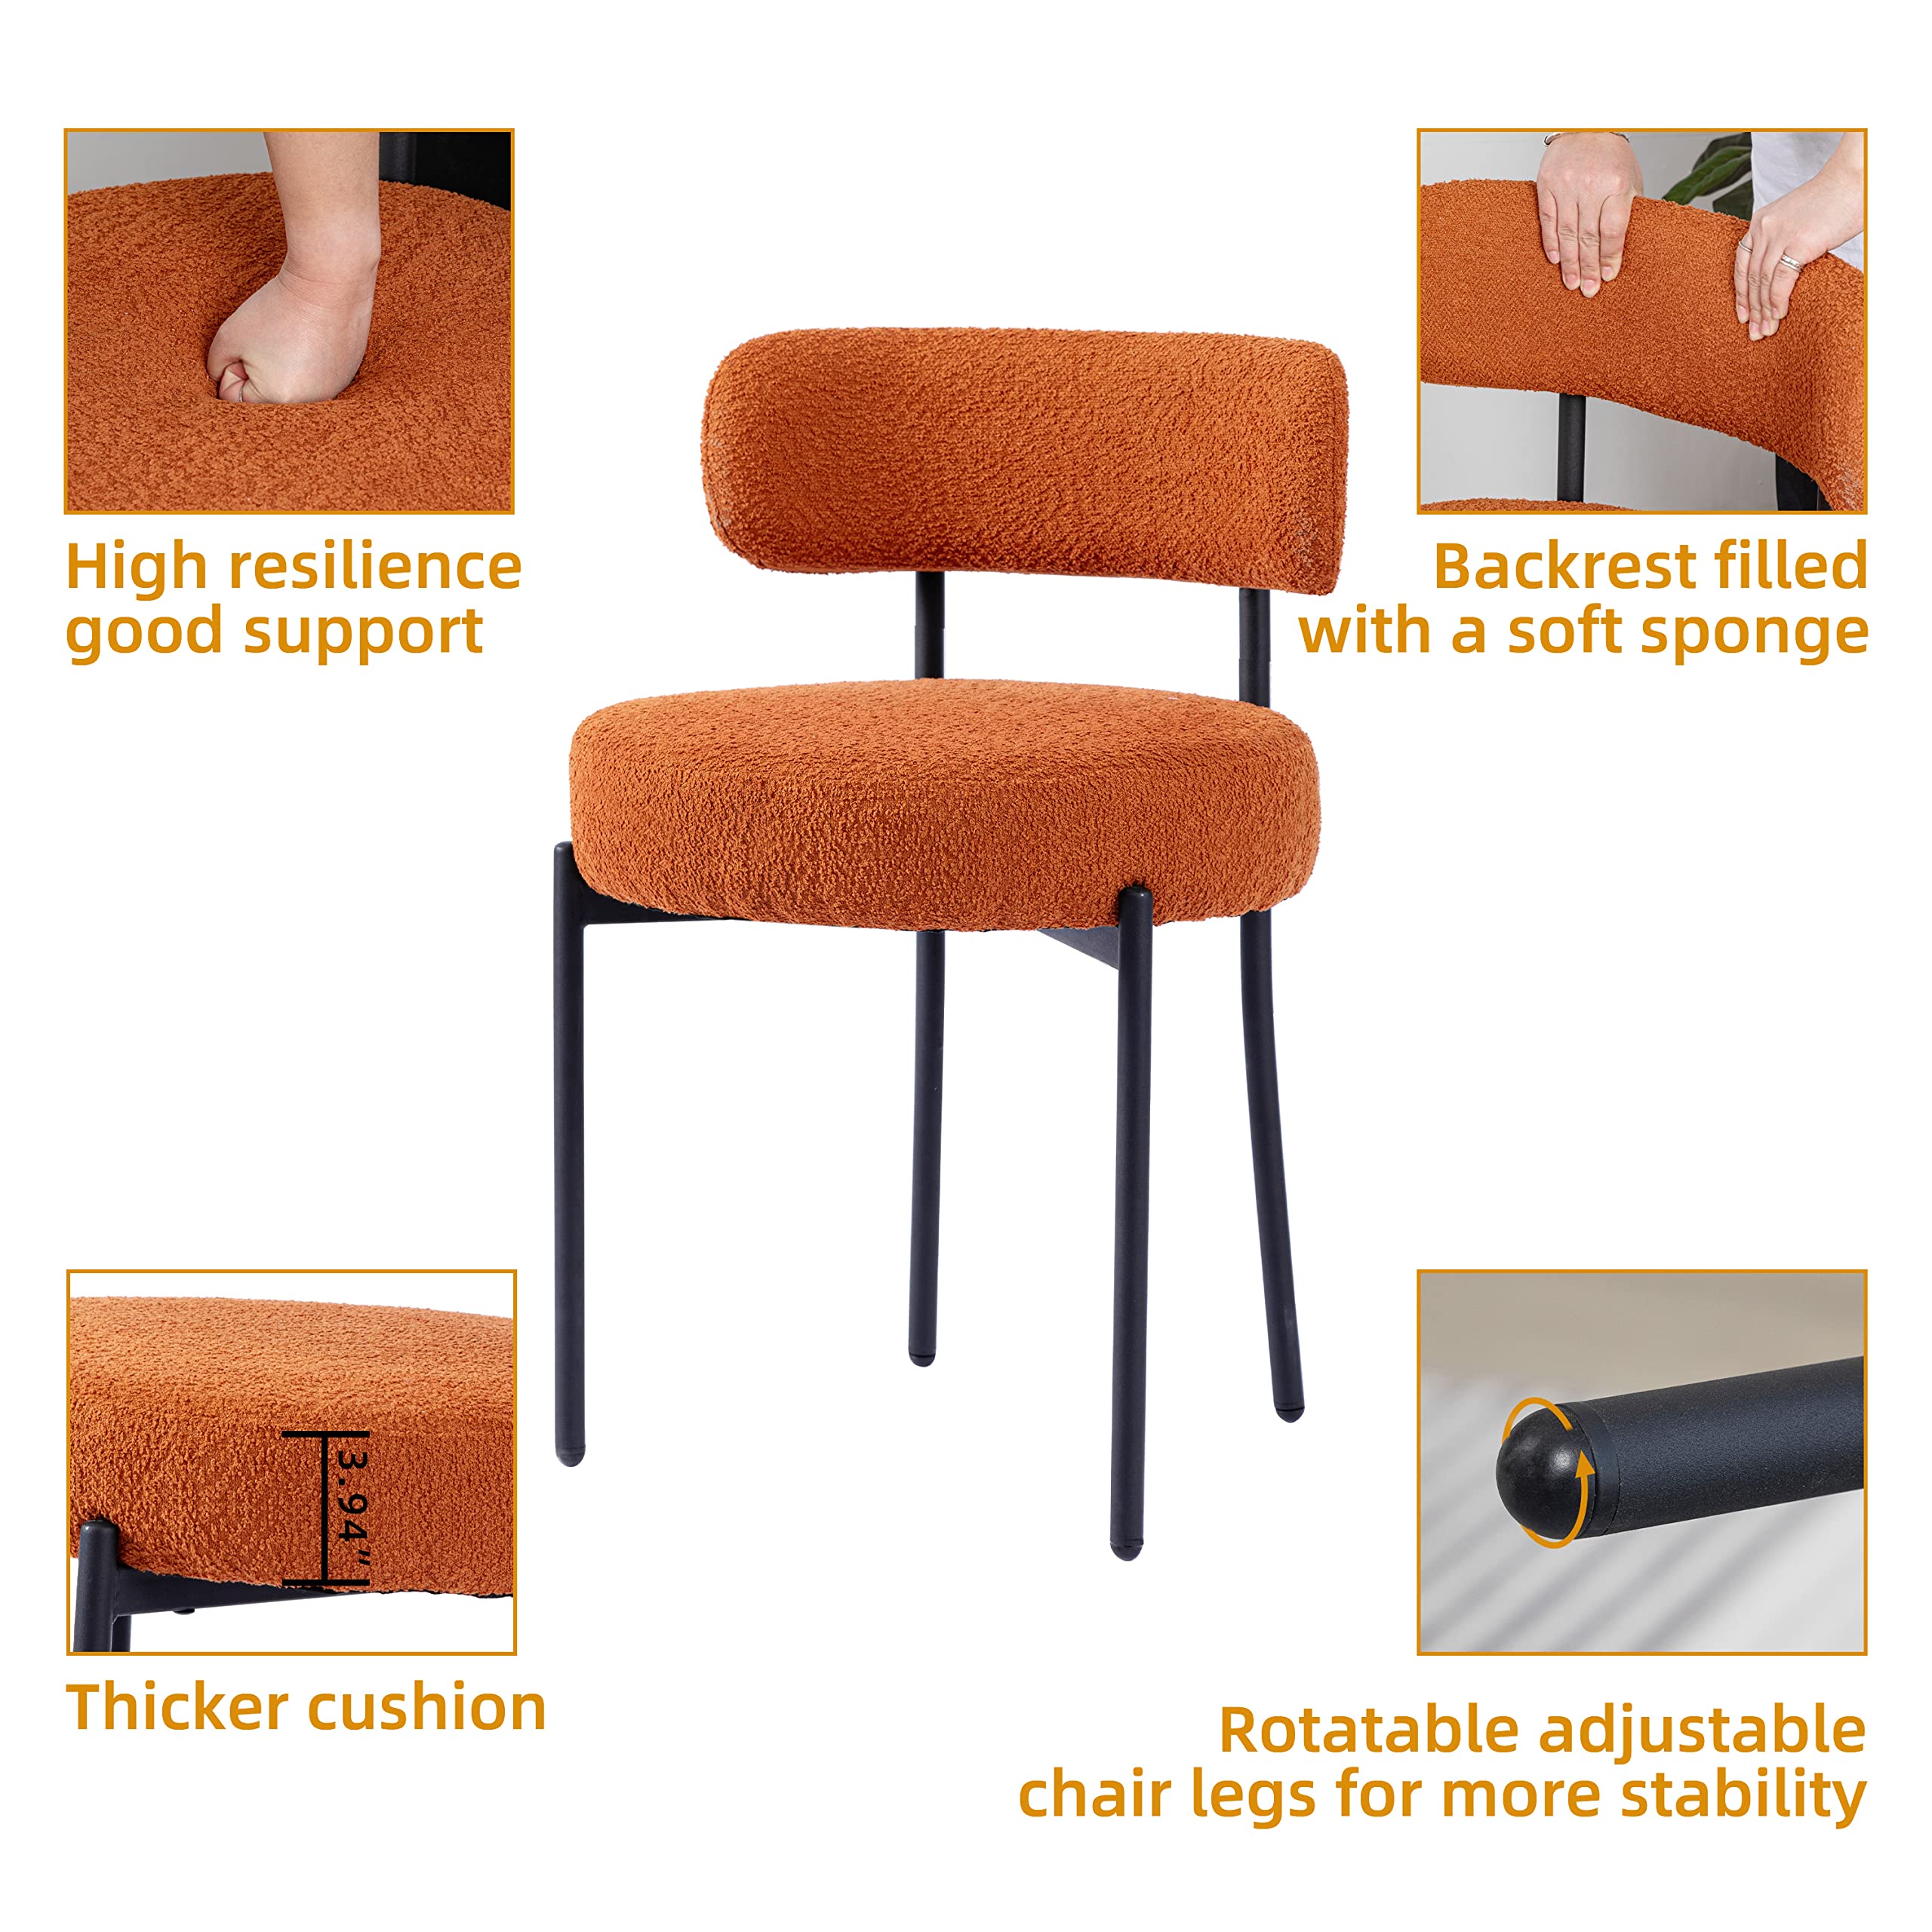 High resilience
good support
Backrest filled
with a soft sponge
3.94"
Thicker cushion
Rotatable adjustable
chair legs for more stability